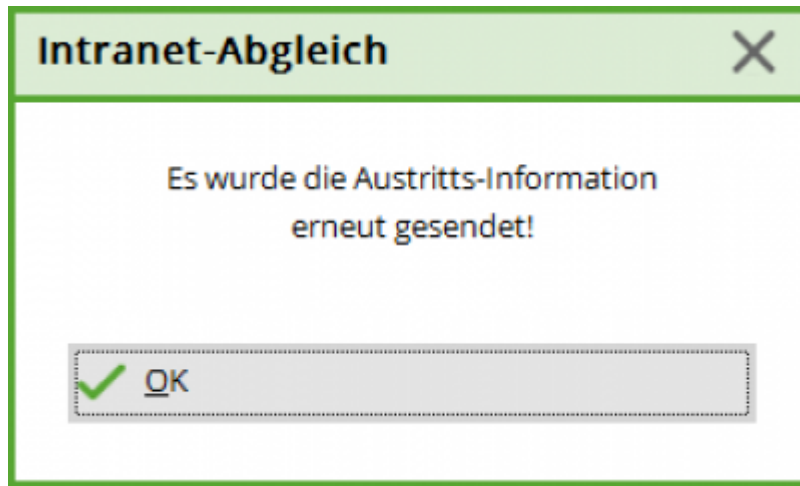 Intranet-Abgleich
Es wurde die Austritts-Information
erneut gesendet!
OK